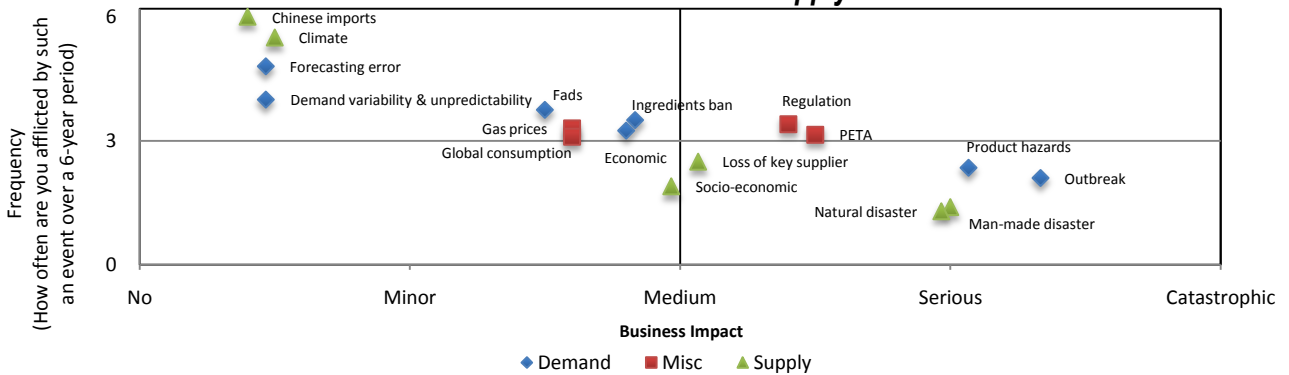 pply
6
Chinese imports
Climate
Forecasting error
Demand variability & unpredictability
Fads
Ingredients ban
Regulation
Gas prices
PETA
3
Global consumption
Economic
Loss of key supplier
Product hazards
Socio-economic
Outbreak
Natural disaster
Man-made disaster
0
Frequency
(How often are you afflicted by such
an event over a 6-year period)
No
Minor
Medium
Serious
Catastrophic
Business Impact
Demand
Misc
Supply